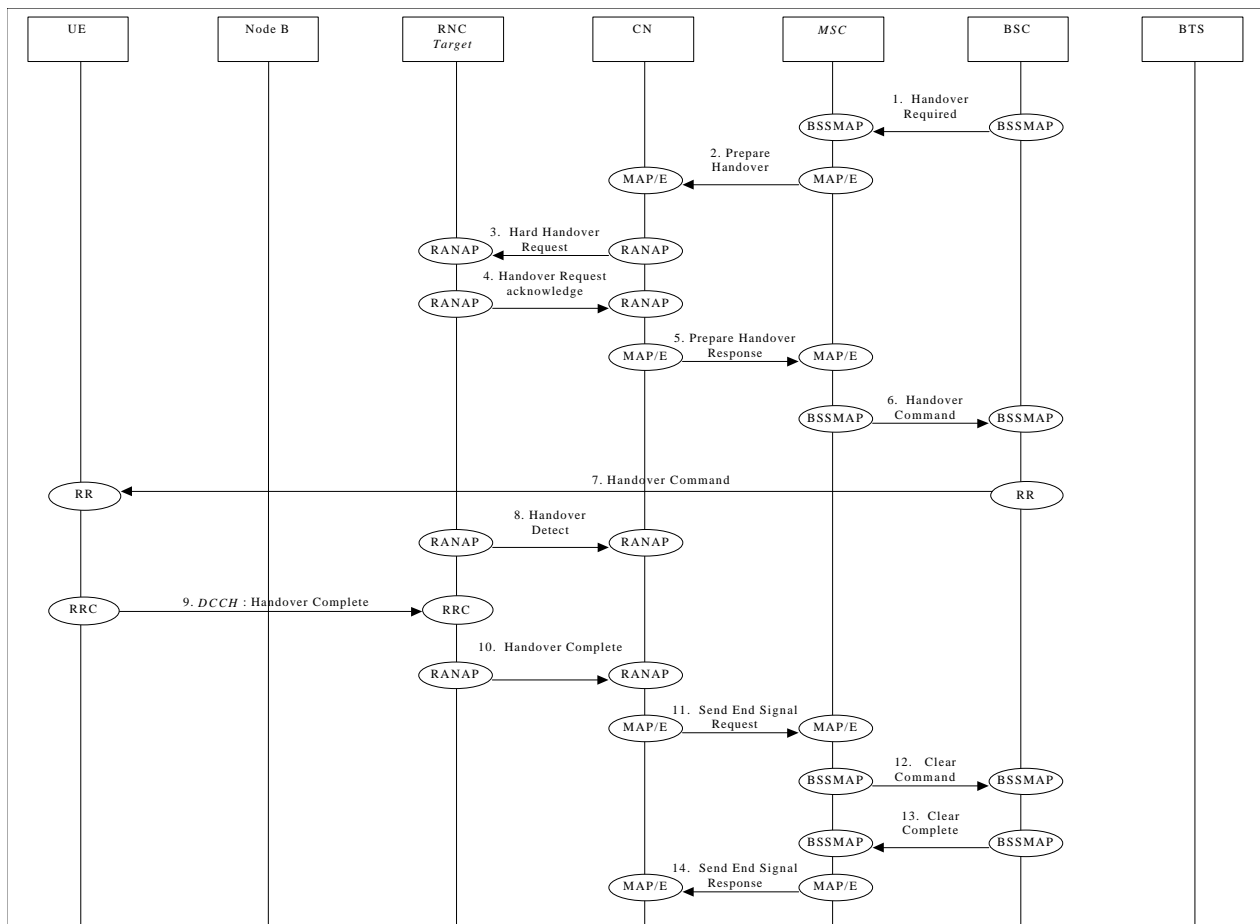 UE
Node B
RNC
Target
CN
MSC
BSC
BTS
1. Handover
Required
BSSMAP
BSSMAP
2. Prepare
Handover
MAP/E
MAP/E
3. Hard Handover
Request
RANAP
RANAP
4. Handover Request
acknowledge
RANAP
RANAP
5. Prepare Handover
Response
MAP/E
MAP/E
6. Handover
Command
BSSMAP
BSSMAP
7. Handover Command
RR
RR
8. Handover
Detect
RANAP
RANAP
9. DCCH : Handover Complete
RRC
RRC
10. Handover Complete
RANAP
RANAP
11. Send End Signal
Request
MAP/E
MAP/E
12. Clear
Command
BSSMAP
BSSMAP
13. Clear
Complete
BSSMAP
BSSMAP
14. Send End Signal
Response
MAP/E
MAP/E